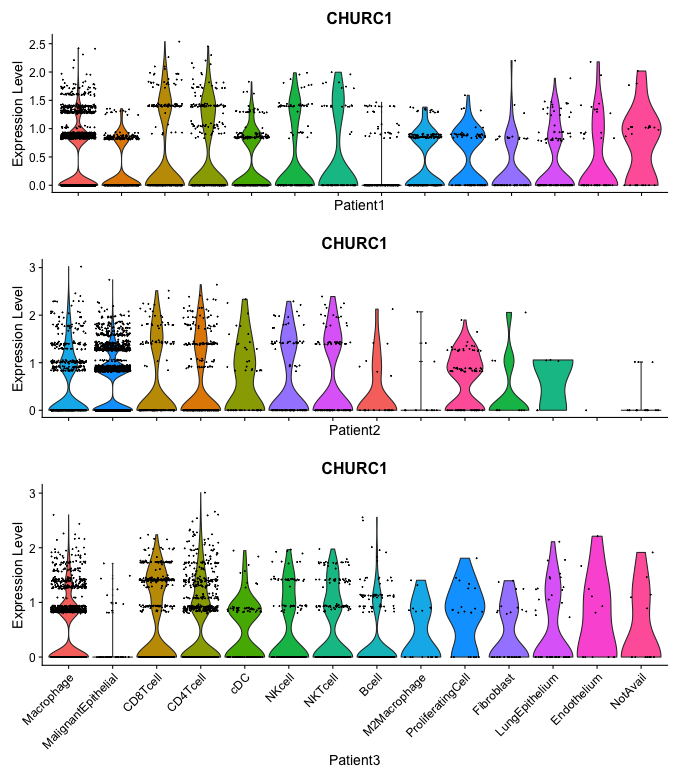 CHURC1
Expression Level
2.5
2.0
1.5
1.0
0.5
0.0
Patient1
CHURC1
Expression Level
3
2
1
0
Patient2
CHURC1
Expression Level
3
2
1
0
Macrophage
MalignantEpithelial
CD8Tcell
CD4Tcell
cDC
NKcell
NKTcell
Bcell
M2Macrophage
ProliferatingCell
Fibroblast
LungEpithelium
Endothelium
NotAvail
Patient3